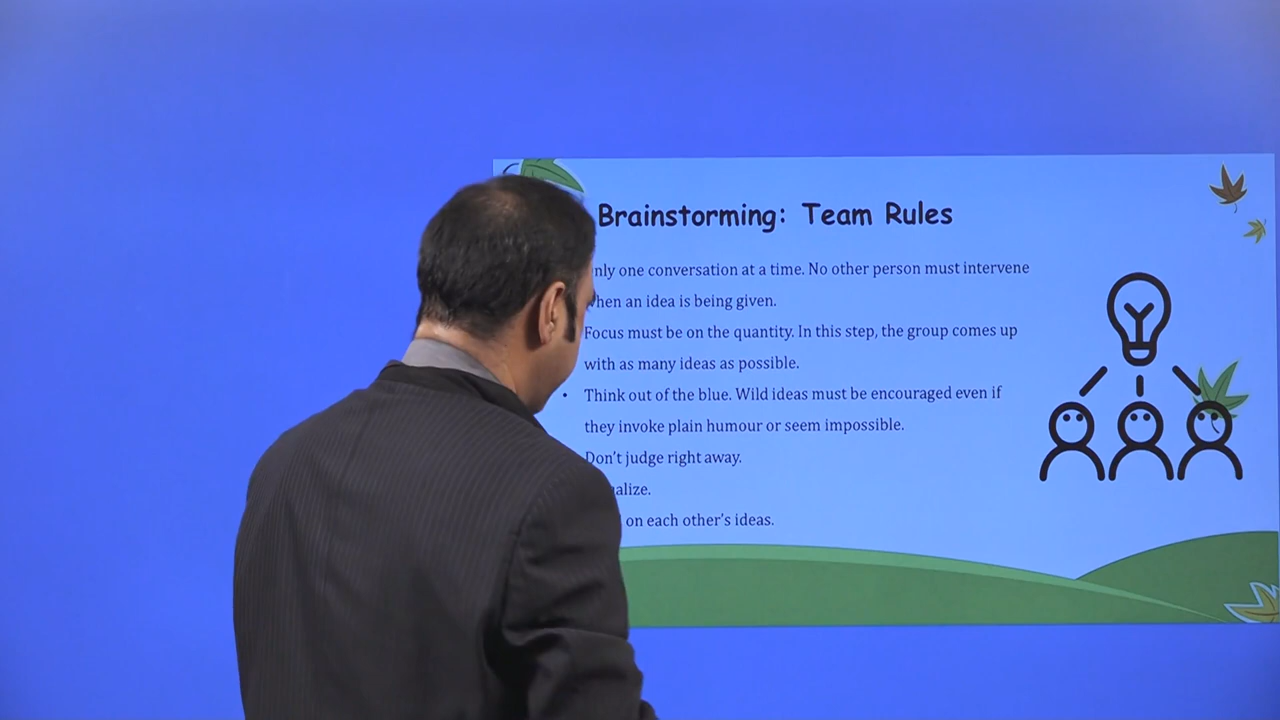 Brainstorming: Team Rules
only one conversation at a time. No other person must intervene
when an idea is being given.
Focus must be on the quantity. In this step, the group comes up
with as many ideas as possible.
• Think out of the blue. Wild ideas must be encouraged even if
they invoke plain humour or seem impossible.
Don't judge right away.
on each other's ideas.